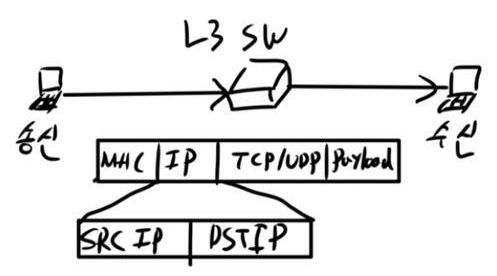 L3 SW
송신
수신
MAC IP TCP/UDP Payload
SRC IP DST IP